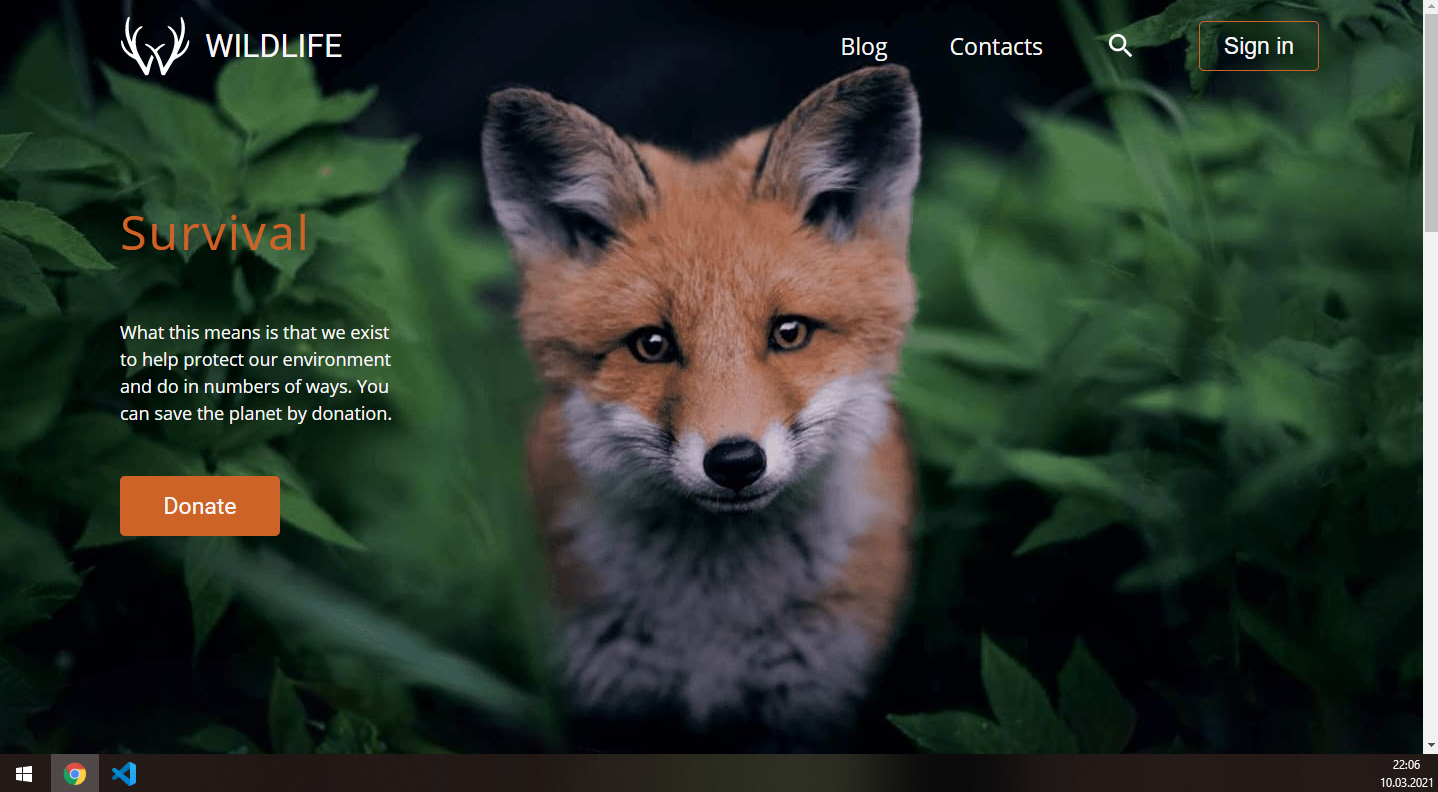 WILDLIFE
Blog
Contacts
Sign in
Survival
What this means is that we exist
to help protect our environment
and do in numbers of ways. You
can save the planet by donation.
Donate
22:06
10.03.2021